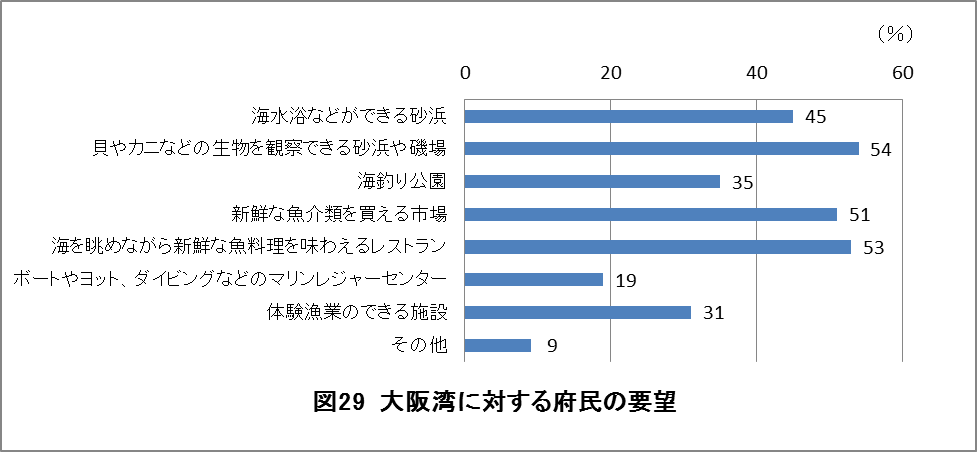 (%)
0 20 40 60
海水浴などができる砂浜 45
貝やカニなどの生物を観察できる砂浜や磯場 54
海釣り公園 35
新鮮な魚介類を買える市場 51
海を眺めながら新鮮な魚料理を味わえるレストラン 53
ボートやヨット、ダイビングなどのマリンレジャーセンター 19
体験漁業のできる施設 31
その他 9
図29 大阪湾に対する府民の要望